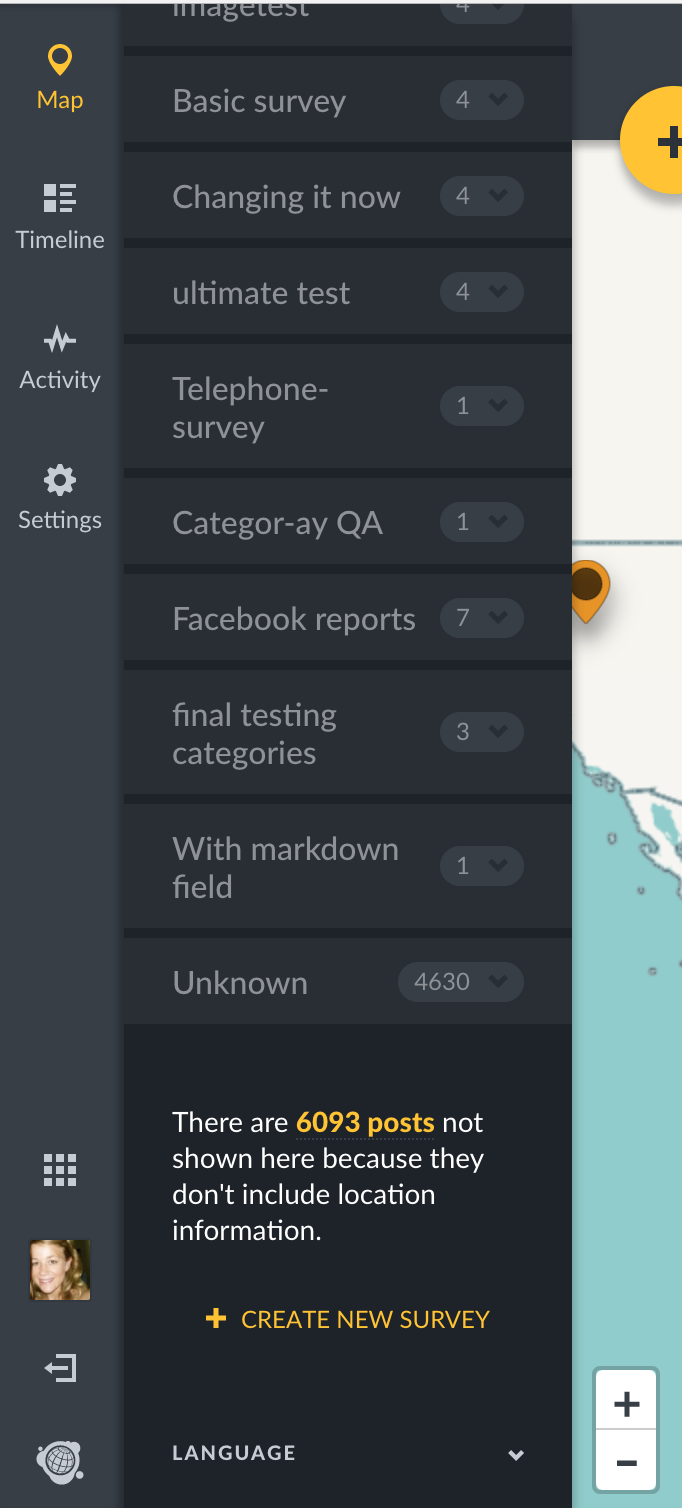 Map
Timeline
Activity
Settings
imagetest
4
Basic survey
4
Changing it now
4
ultimate test
4
Telephone-
survey
1
Categor-ay QA
1
Facebook reports
7
final testing
categories
3
With markdown
field
1
Unknown
4630
There are 6093 posts not
shown here because they
don't include location
information.
+ CREATE NEW SURVEY
LANGUAGE
+
+
−